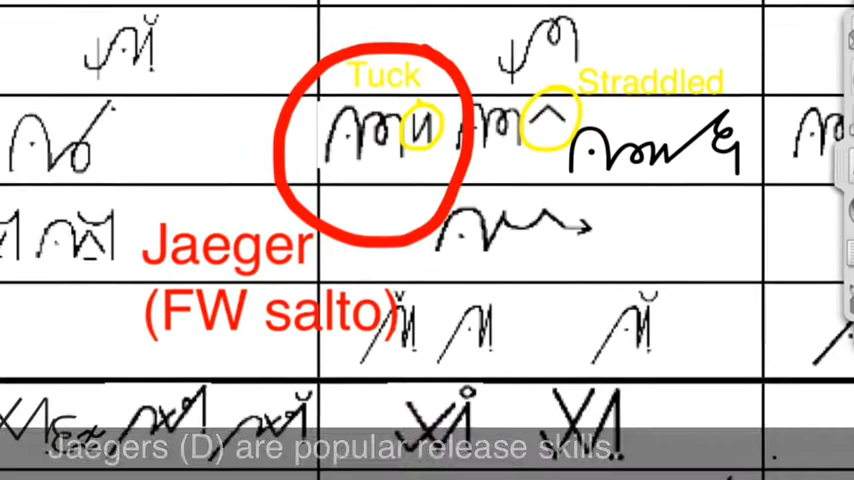 Tuck
Straddled
Jaeger
(FW salto)
Jaegers (D) are popular release skills.